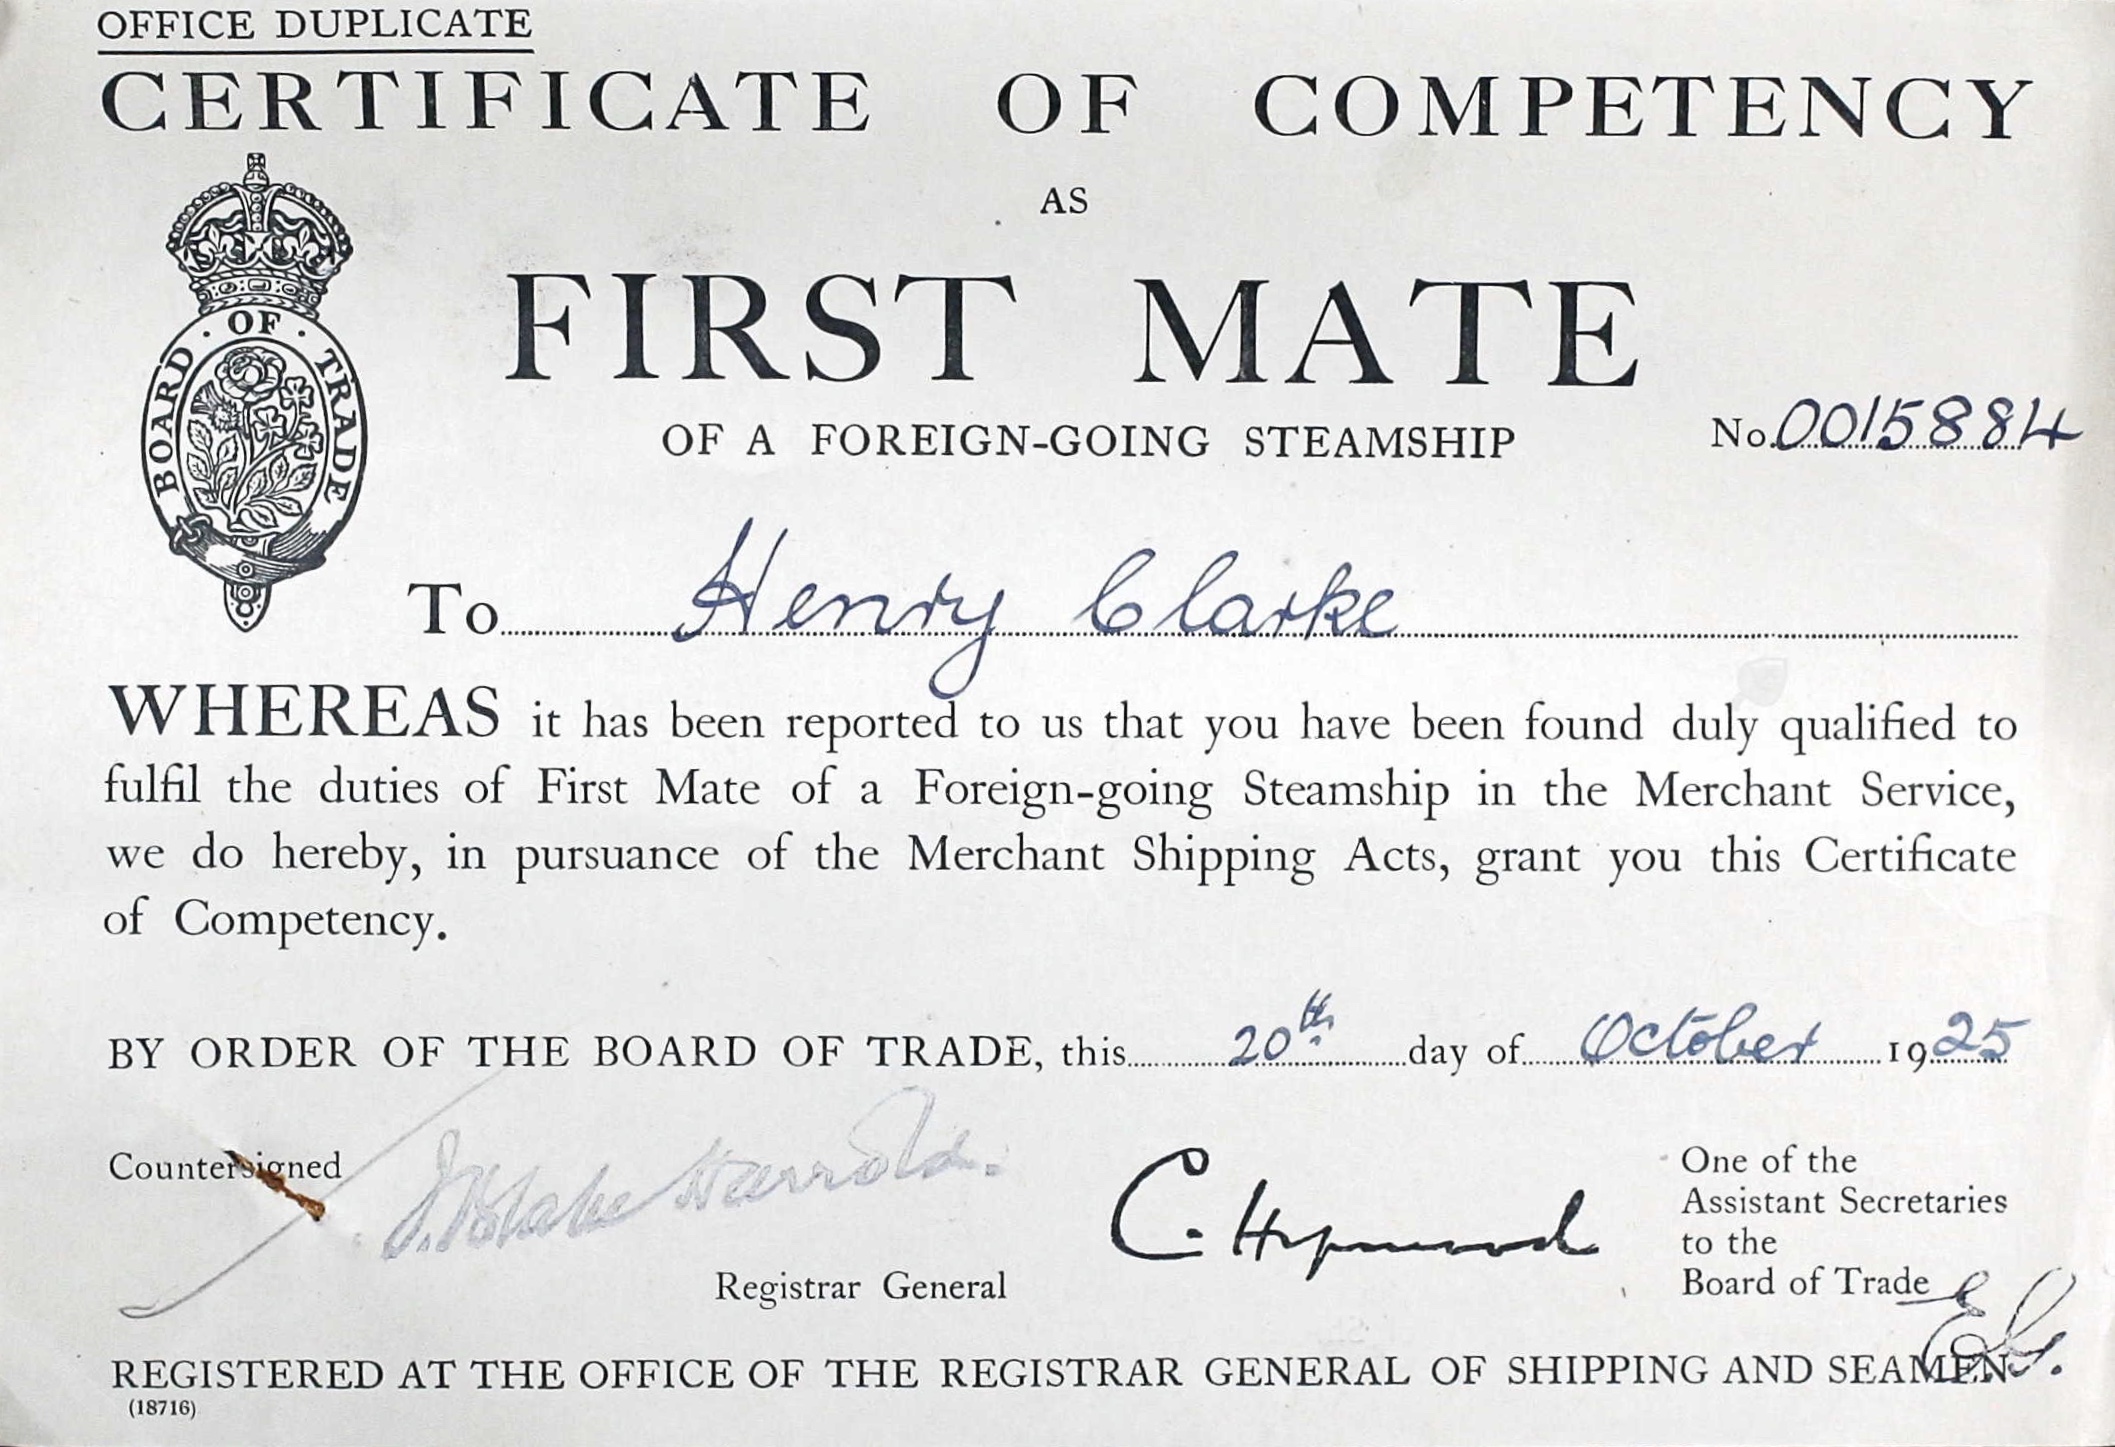 OFFICE DUPLICATE
CERTIFICATE OF COMPETENCY
AS
FIRST MATE
OF A FOREIGN-GOING STEAMSHIP
No. 0015884
BOARD · OF · TRADE
To Henry Clarke
WHEREAS it has been reported to us that you have been found duly qualified to
fulfil the duties of First Mate of a Foreign-going Steamship in the Merchant Service,
we do hereby, in pursuance of the Merchant Shipping Acts, grant you this Certificate
of Competency.
BY ORDER OF THE BOARD OF TRADE, this 20th day of October 1925
Countersigned
Registrar General
C.
One of the
Assistant Secretaries
to the
Board of Trade
REGISTERED AT THE OFFICE OF THE REGISTRAR GENERAL OF SHIPPING AND SEAMEN
(18716)